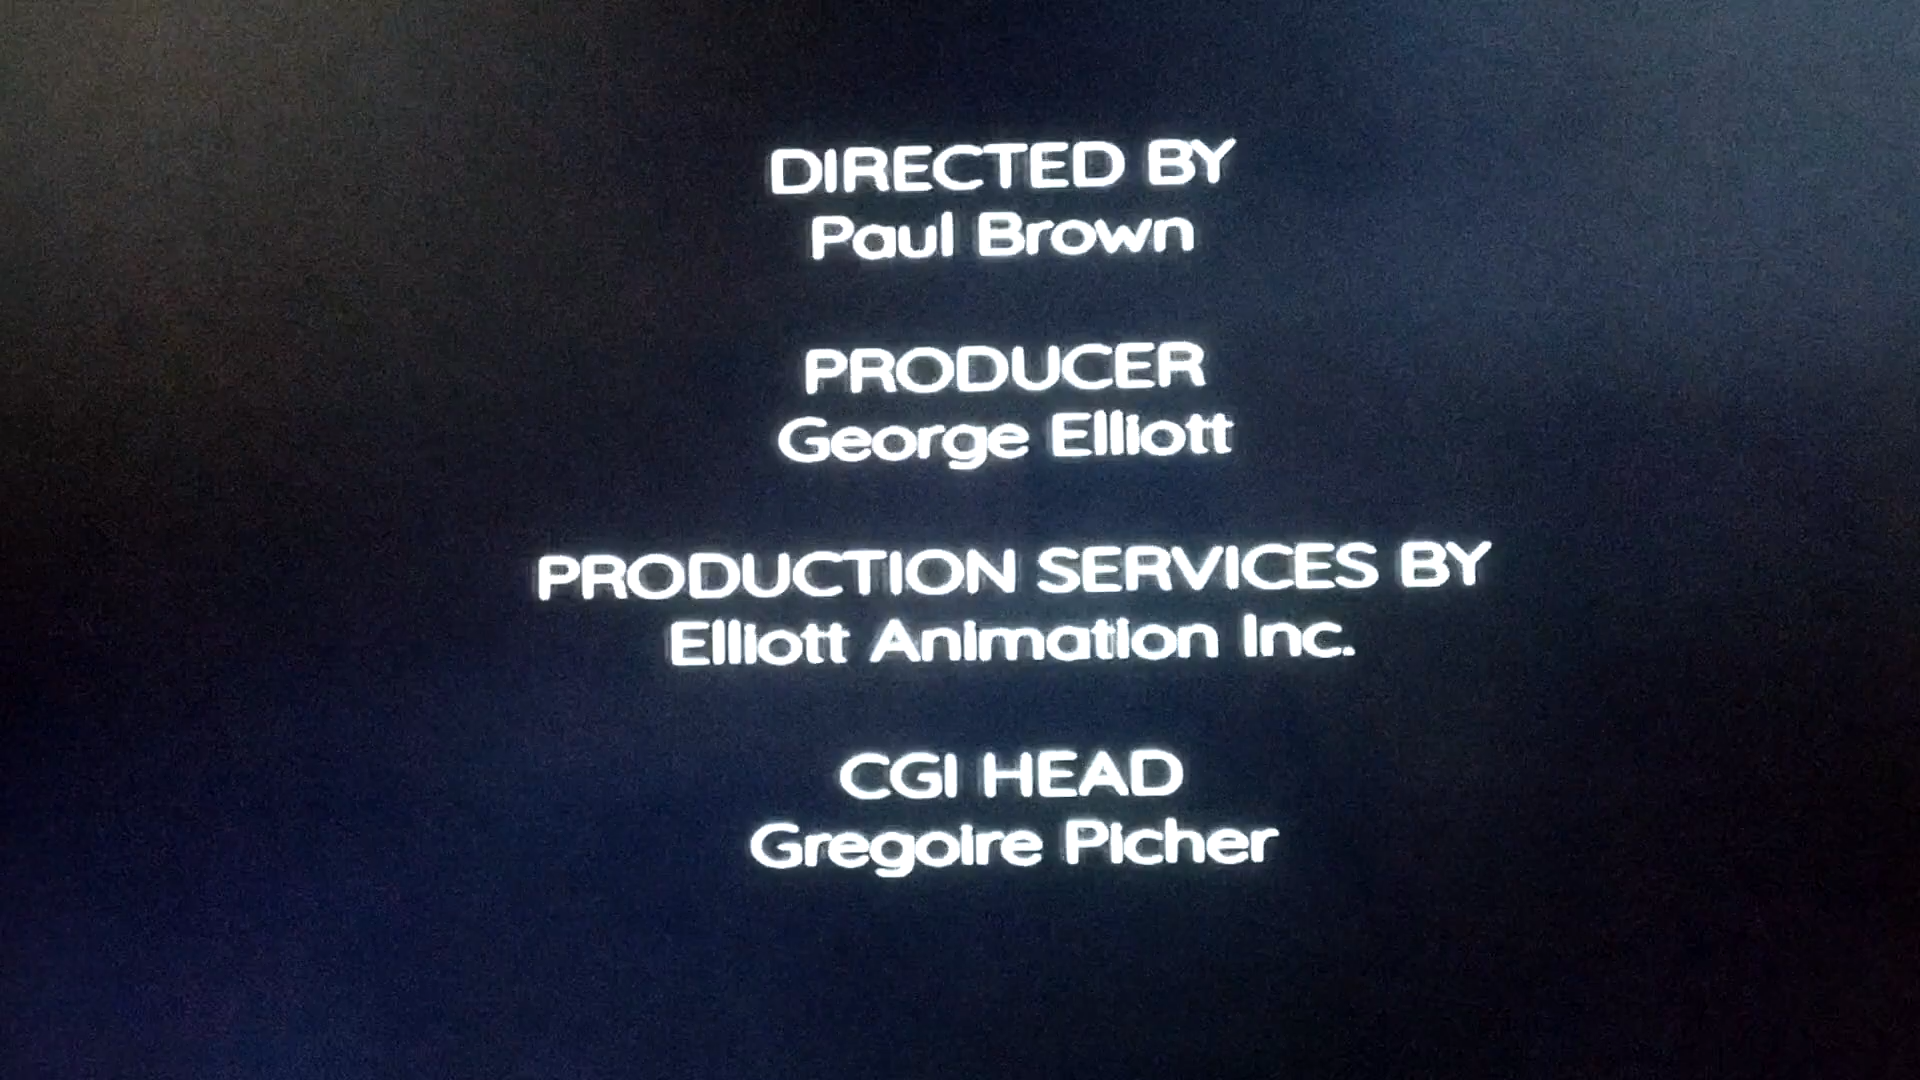 DIRECTED BY
Paul Brown
PRODUCER
George Elliott
PRODUCTION SERVICES BY
Elliott Animation Inc.
CGI HEAD
Gregoire Picher